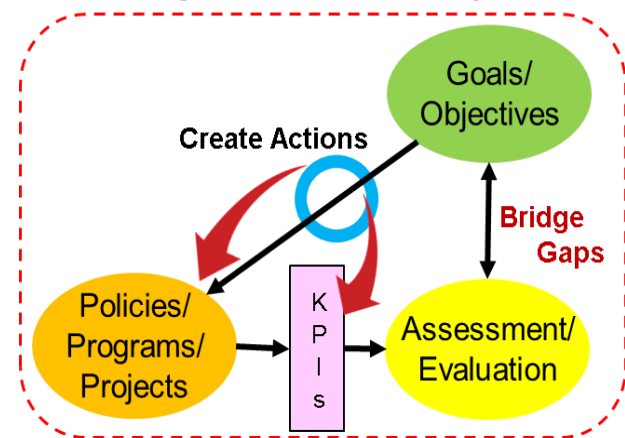 Goals/
Objectives
Create Actions
Bridge
Gaps
Policies/
Programs/
Projects
K
P
I
s
Assessment/
Evaluation